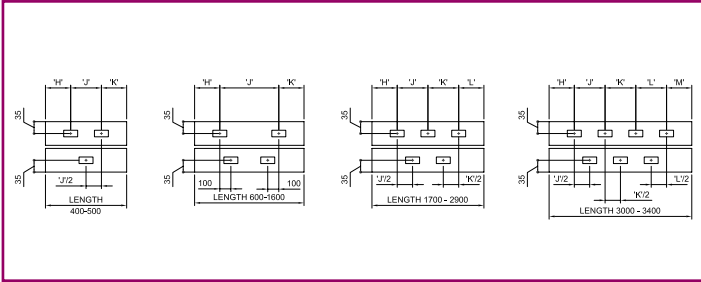 'H' 'J' 'K'
35
35
'J'/2
LENGTH
400-500
'H' 'J' 'K'
35
35
100 100
LENGTH 600-1600
'H' 'J' 'K' 'L'
35
35
'J'/2 'K'/2
LENGTH 1700 - 2900
'H' 'J' 'K' 'L' 'M'
35
35
'J'/2 'L'/2
'K'/2
LENGTH 3000 - 3400